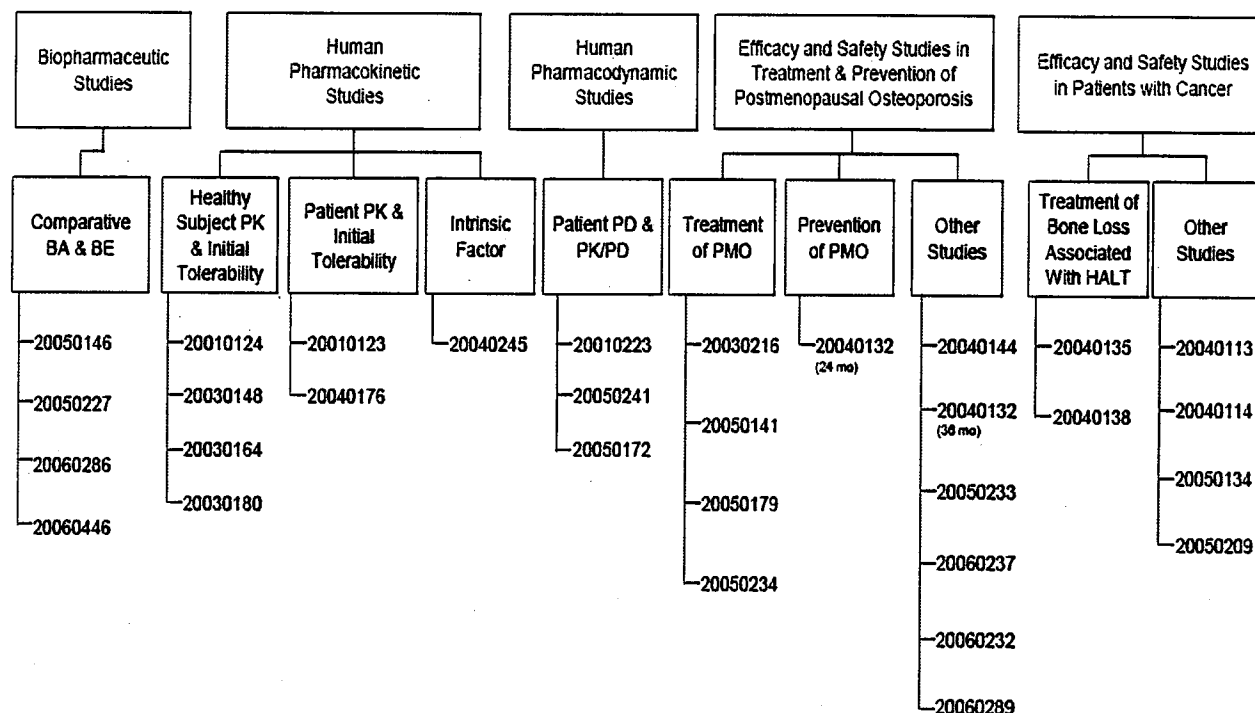 Biopharmaceutic
Studies
Human
Pharmacokinetic
Studies
Human
Pharmacodynamic
Studies
Efficacy and Safety Studies in
Treatment & Prevention of
Postmenopausal Osteoporosis
Efficacy and Safety Studies
in Patients with Cancer
Comparative
BA & BE
Healthy
Subject PK
& Initial
Tolerability
Patient PK &
Initial
Tolerability
Intrinsic
Factor
Patient PD &
PK/PD
Treatment
of PMO
Prevention
of PMO
Other
Studies
Treatment of
Bone Loss
Associated
With HALT
Other
Studies
20050146
20050227
20060286
20060446
20010124
20030148
20030164
20030180
20010123
20040176
20040245
20010223
20050241
20050172
20030216
20050141
20050179
20050234
20040132
(24 mo)
20040144
20040132
(36 mo)
20050233
20060237
20060232
20060289
20040135
20040138
20040113
20040114
20050134
20050209